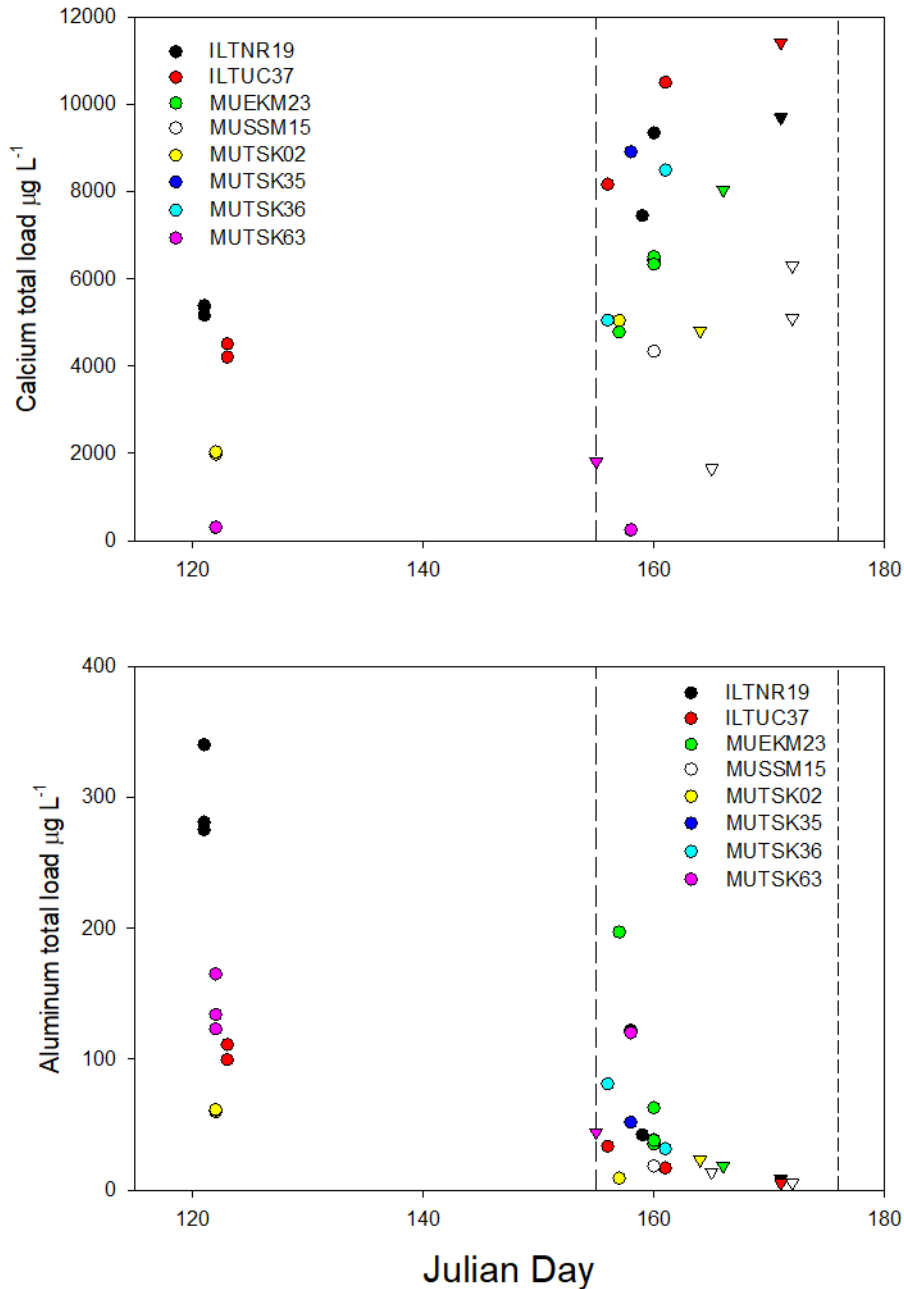 12000
10000
8000
6000
4000
2000
0
Calcium total load µg L⁻¹
ILTNR19
ILTUC37
MUEKM23
MUSSM15
MUTSK02
MUTSK35
MUTSK36
MUTSK63
120 140 160 180
400
300
200
100
0
Aluminum total load µg L⁻¹
ILTNR19
ILTUC37
MUEKM23
MUSSM15
MUTSK02
MUTSK35
MUTSK36
MUTSK63
120 140 160 180
Julian Day